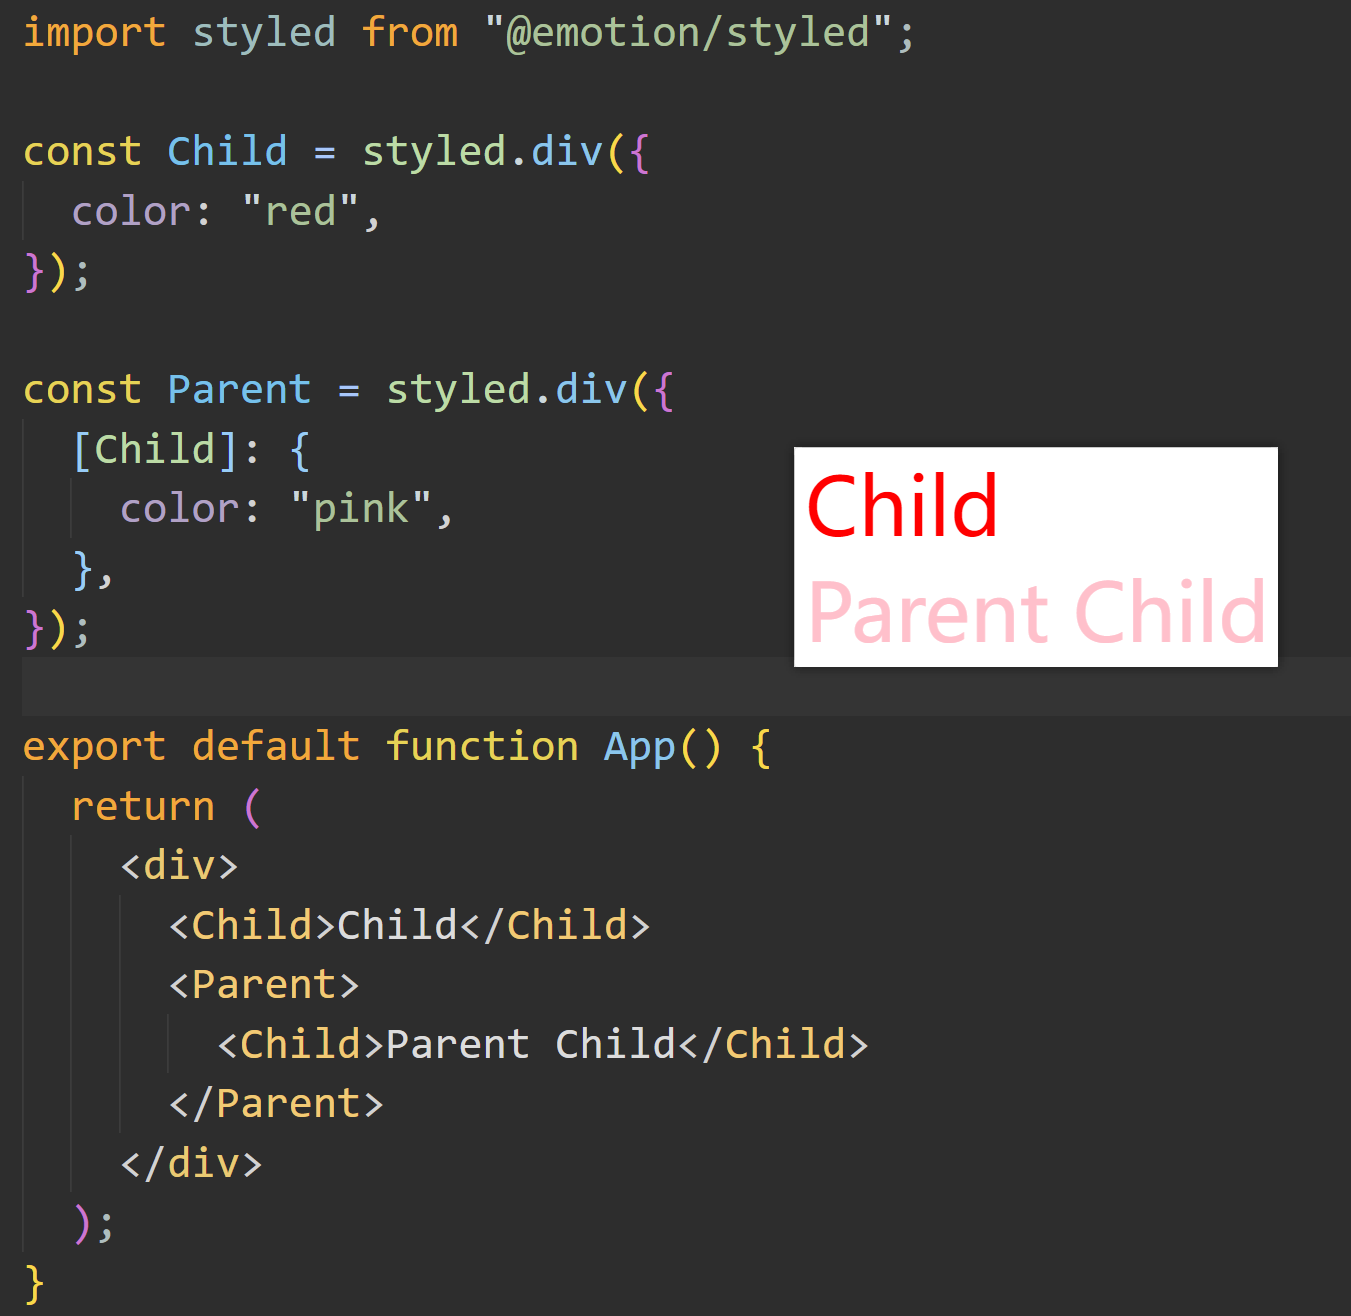 import styled from "@emotion/styled";
const Child = styled.div({
  color: "red",
});
const Parent = styled.div({
  [Child]: {
    color: "pink",
  },
});
export default function App() {
  return (
    <div>
      <Child>Child</Child>
      <Parent>
        <Child>Parent Child</Child>
      </Parent>
    </div>
  );
}
Child
Parent Child